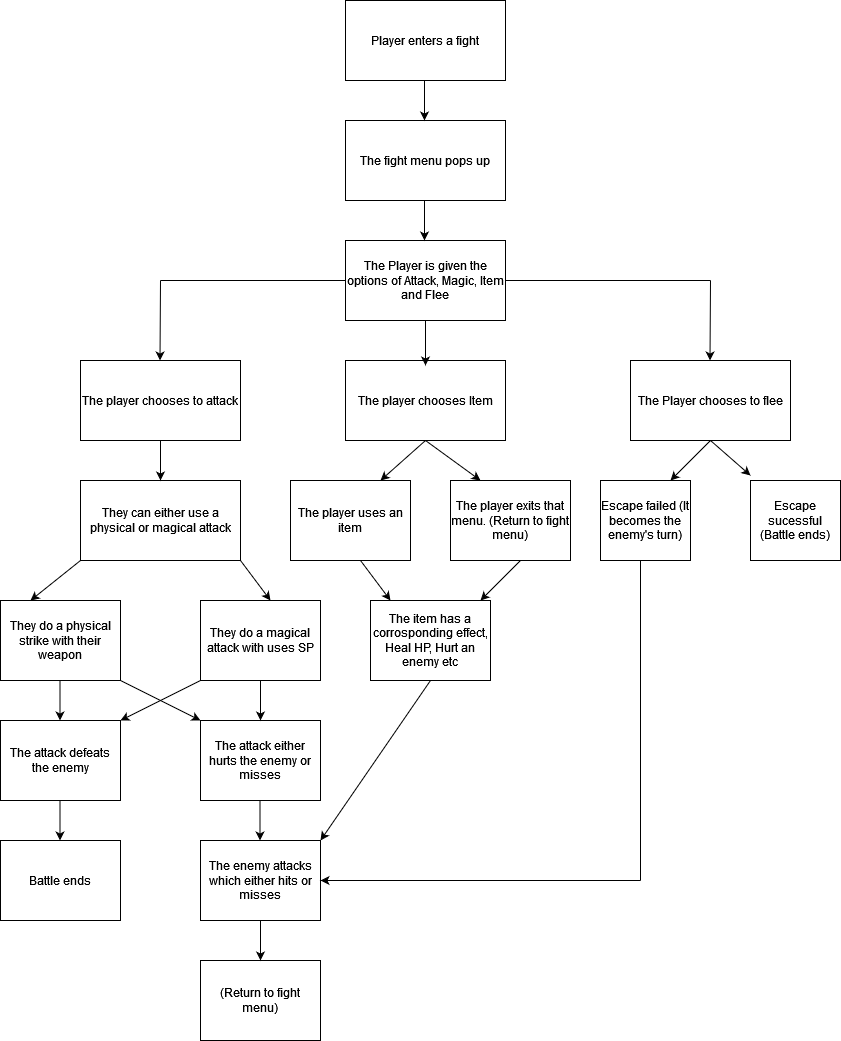 Player enters a fight
The fight menu pops up
The Player is given the
options of Attack, Magic, Item
and Flee
The player chooses to attack
The player chooses Item
The Player chooses to flee
They can either use a
physical or magical attack
The player uses an
item
The player exits that
menu. (Return to fight
menu)
Escape failed (It
becomes the
enemy's turn)
Escape
sucessful
(Battle ends)
They do a physical
strike with their
weapon
They do a magical
attack with uses SP
The item has a
corrosponding effect,
Heal HP, Hurt an
enemy etc
The attack defeats
the enemy
The attack either
hurts the enemy or
misses
Battle ends
The enemy attacks
which either hits or
misses
(Return to fight
menu)